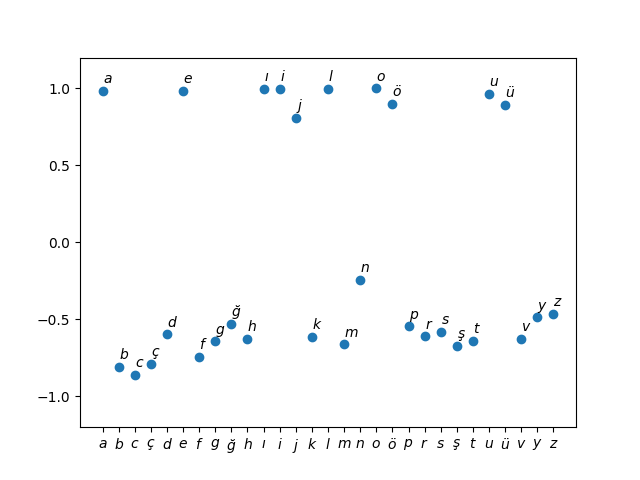 1.0
0.5
0.0
−0.5
−1.0
a
b
c
ç
d
e
f
g
ğ
h
ı
i
j
k
l
m
n
o
ö
p
r
s
ş
t
u
ü
v
y
z
a b c ç d e f g ğ h ı i j k l m n o ö p r s ş t u ü v y z